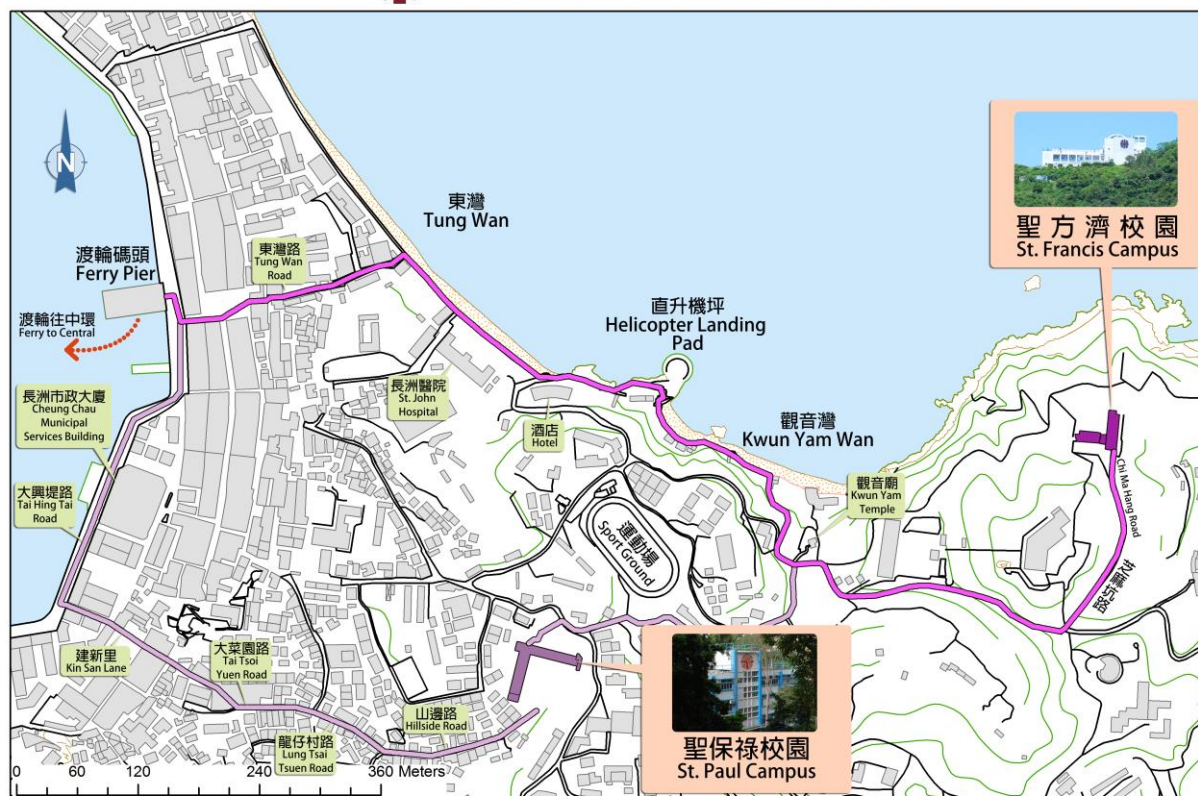 N
東灣
Tung Wan
聖方濟校園
St. Francis Campus
渡輪碼頭
Ferry Pier
東灣路
Tung Wan
Road
直升機坪
Helicopter Landing
Pad
渡輪往中環
Ferry to Central
長洲市政大廈
Cheung Chau
Municipal
Services Building
長洲醫院
St. John
Hospital
酒店
Hotel
觀音灣
Kwun Yam Wan
大興堤路
Tai Hing Tai
Road
觀音廟
Kwun Yam
Temple
Chi Ma Hang Road
芝麻坑路
運動場
Sport Ground
建新里
Kin San Lane
大菜園路
Tai Tsoi
Yuen Road
山邊路
Hillside Road
龍仔村路
Lung Tsai
Tsuen Road
聖保祿校園
St. Paul Campus
0 60 120 240 360 Meters